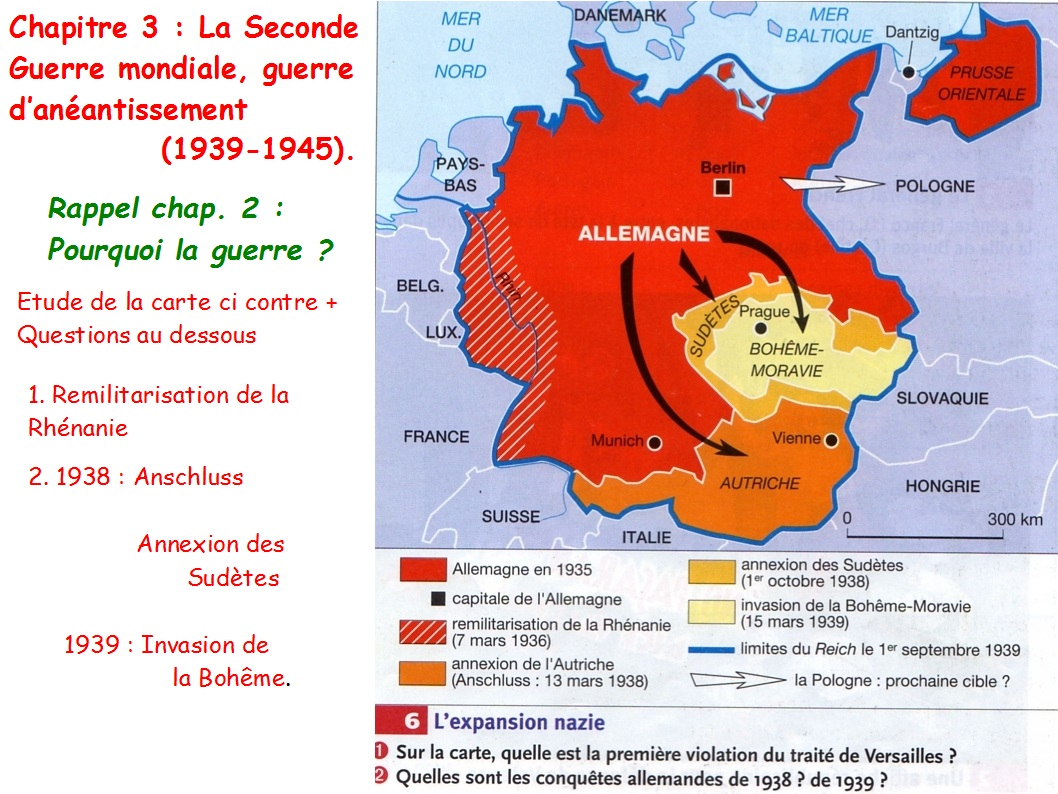 Chapitre 3 : La Seconde
Guerre mondiale, guerre
d'anéantissement
(1939-1945).
Rappel chap. 2 :
Pourquoi la guerre ?
Etude de la carte ci contre +
Questions au dessous
1. Remilitarisation de la
Rhénanie
2. 1938 : Anschluss
Annexion des
Sudètes
1939 : Invasion de
la Bohême.
MER
DU
NORD
DANEMARK
MER
BALTIQUE
Dantzig
PRUSSE
ORIENTALE
PAYS-
BAS
Berlin
POLOGNE
ALLEMAGNE
BELG.
Rhin
LUX.
SUDÈTES
Prague
BOHÊME-
MORAVIE
SLOVAQUIE
FRANCE
Munich
Vienne
AUTRICHE
HONGRIE
SUISSE
ITALIE
0 300 km
Allemagne en 1935
capitale de l'Allemagne
remilitarisation de la Rhénanie
(7 mars 1936)
annexion de l'Autriche
(Anschluss : 13 mars 1938)
annexion des Sudètes
(1er octobre 1938)
invasion de la Bohême-Moravie
(15 mars 1939)
limites du Reich le 1er septembre 1939
la Pologne : prochaine cible ?
6 L'expansion nazie
1 Sur la carte, quelle est la première violation du traité de Versailles ?
2 Quelles sont les conquêtes allemandes de 1938 ? de 1939 ?